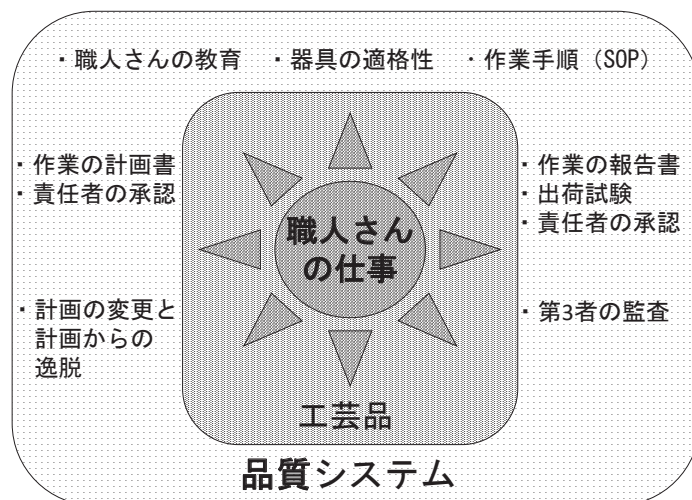 ・職人さんの教育　・器具の適格性　・作業手順（SOP）
・作業の計画書
・責任者の承認
・作業の報告書
・出荷試験
・責任者の承認
職人さん
の仕事
・計画の変更と
計画からの
逸脱
・第3者の監査
工芸品
品質システム